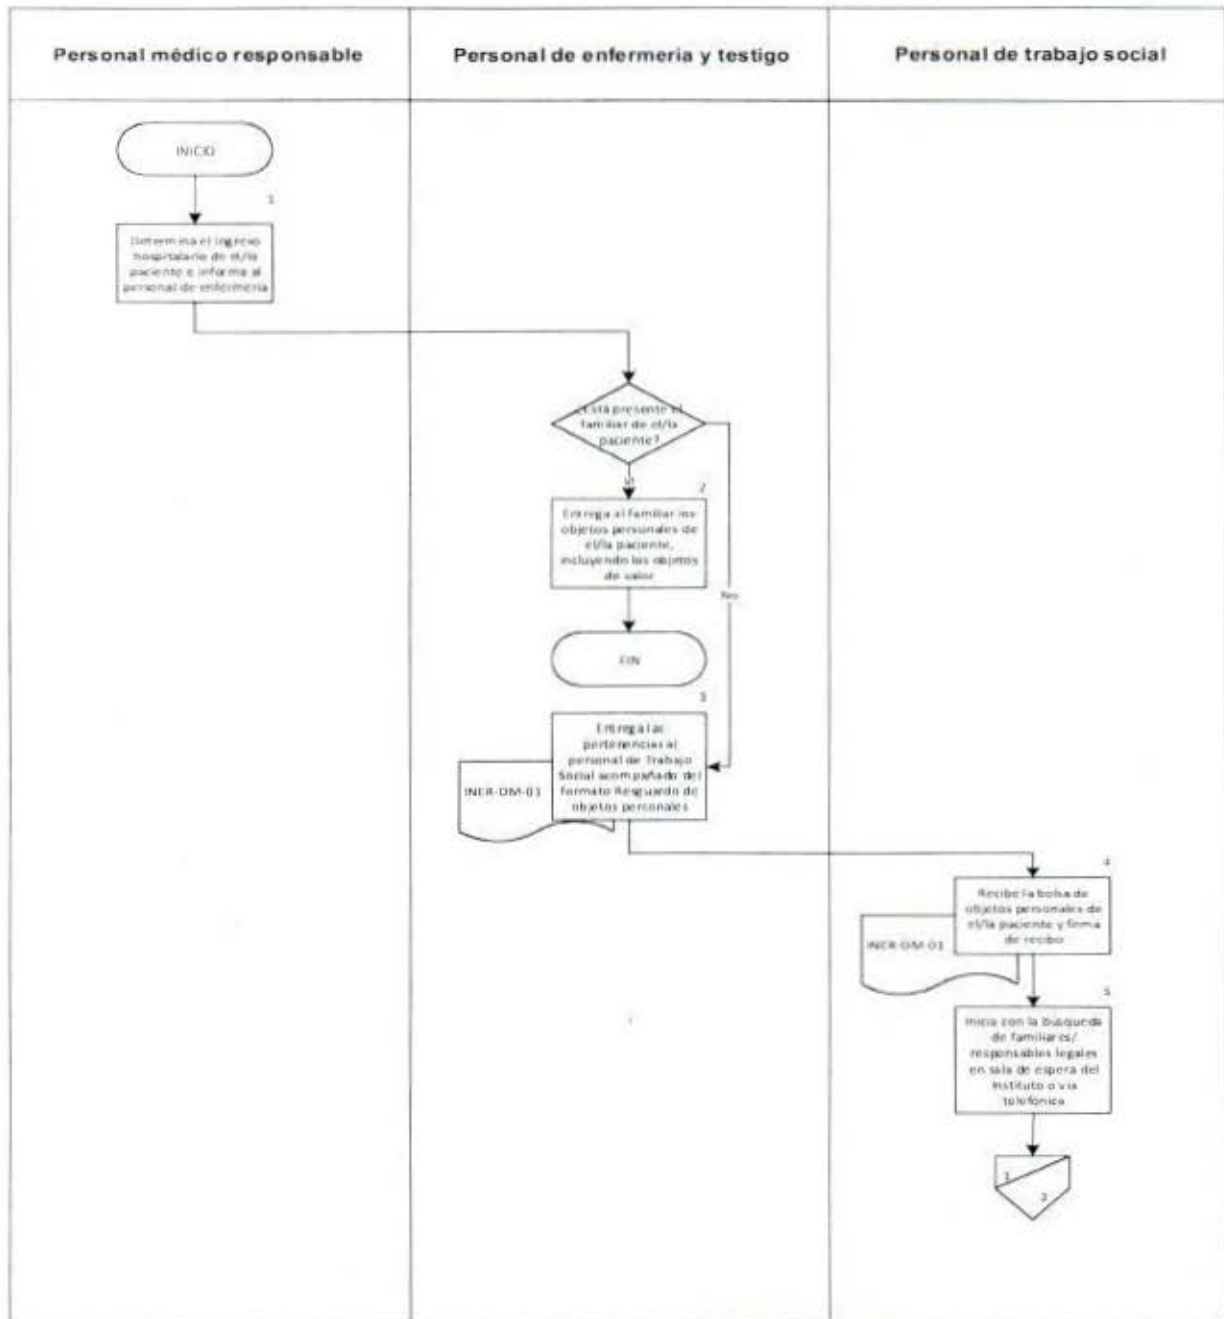 Personal médico responsable
Personal de enfermería y testigo
Personal de trabajo social
INICIO
1
Determina el ingreso
hospitalario de el/la
paciente e informa al
personal de enfermería
¿Está presente el
familiar de el/la
paciente?
2
Entrega al familiar los
objetos personales de
el/la paciente,
incluyendo los objetos
de valor
No
FIN
3
Entrega las
pertenencias al
personal de Trabajo
Social acompañado del
formato Resguardo de
objetos personales
INER-DM-01
4
Recibe la bolsa de
objetos personales de
el/la paciente y firma
de recibo
INER-DM-01
5
Inicia con la búsqueda
de familiares/
responsables legales
en sala de espera del
Instituto o vía
telefónica
1
2